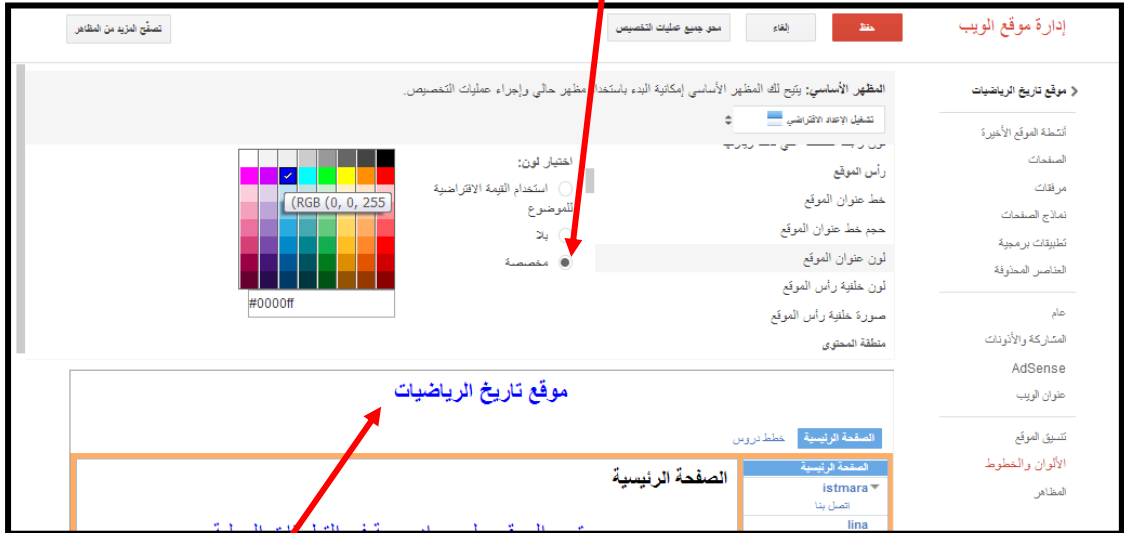 إدارة موقع الويب
حفظ
إلغاء
محو جميع عمليات التخصيص
تصفّح المزيد من المظاهر
موقع تاريخ الرياضيات
أنشطة الموقع الأخيرة
الصفحات
مرفقات
نماذج الصفحات
تطبيقات برمجية
العناصر المحذوفة
عام
المشاركة والأذونات
AdSense
عنوان الويب
تنسيق الموقع
الألوان والخطوط
المظاهر
المظهر الأساسي: يتيح لك المظهر الأساسي إمكانية البدء باستخدام مظهر حالي وإجراء عمليات التخصيص.
تشغيل الإعداد الافتراضي
رأس الموقع
خط عنوان الموقع
حجم خط عنوان الموقع
لون عنوان الموقع
لون خلفية رأس الموقع
صورة خلفية رأس الموقع
منطقة المحتوى
اختيار لون:
استخدام القيمة الافتراضية
للموضوع
بلا
مخصصة
(RGB (0, 0, 255
#0000ff
موقع تاريخ الرياضيات
الصفحة الرئيسية
خطط دروس
الصفحة الرئيسية
istmara
اتصل بنا
lina
الصفحة الرئيسية